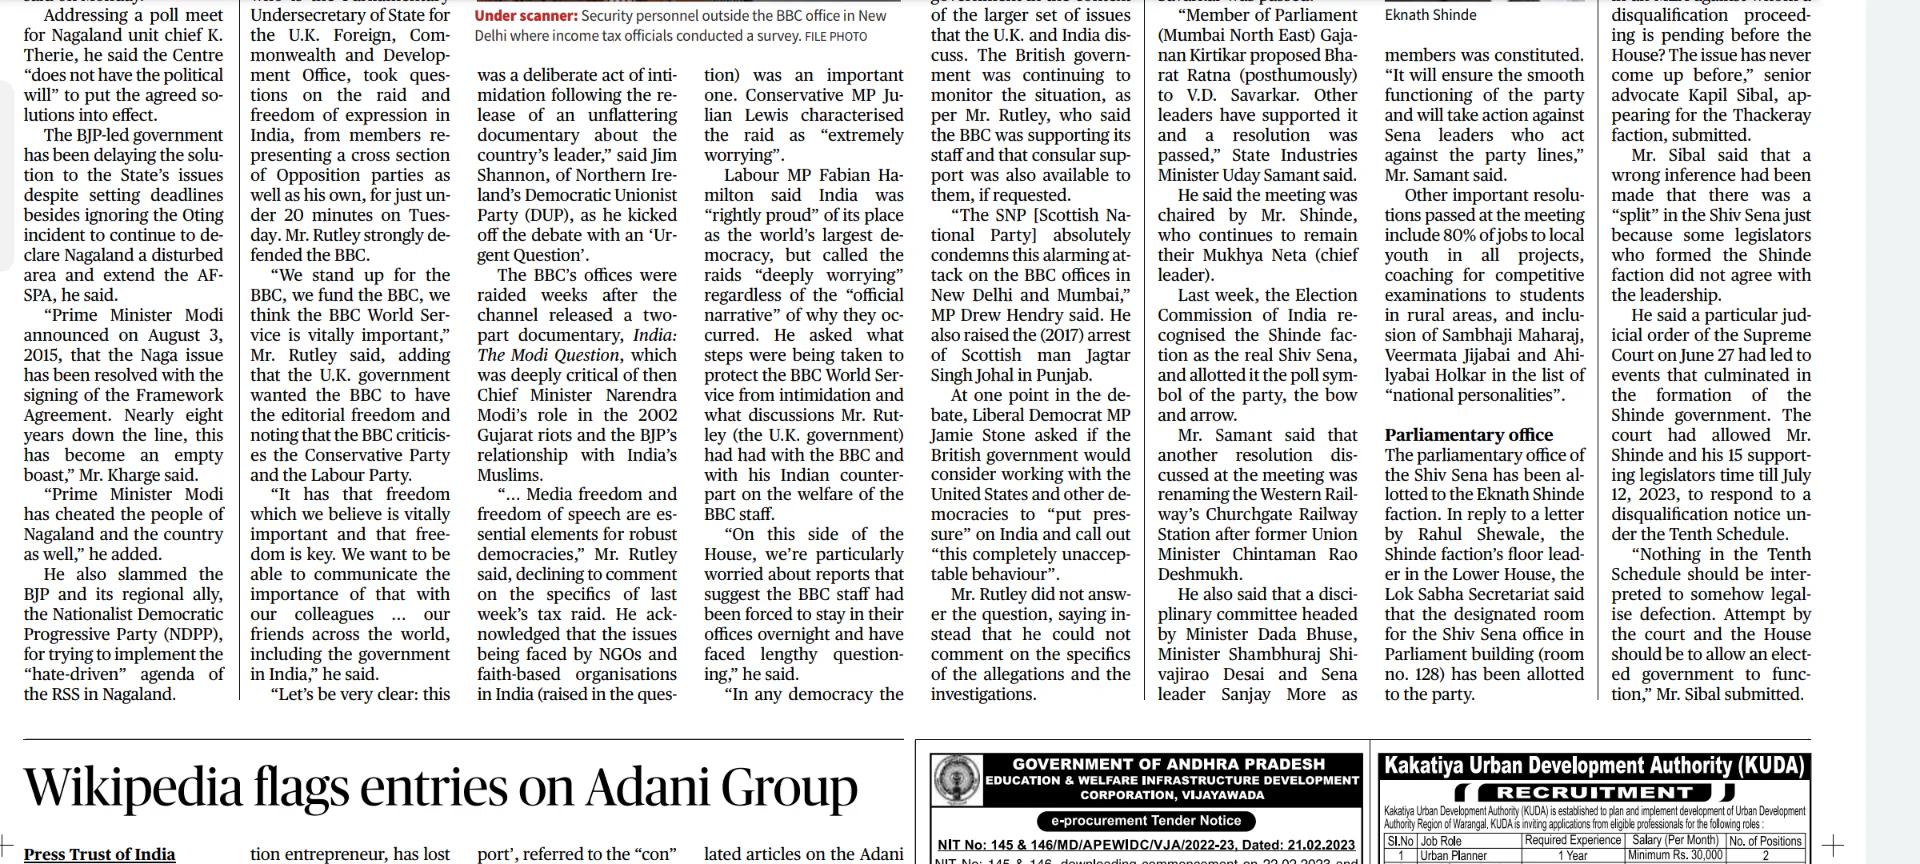 Addressing a poll meet
for Nagaland unit chief K.
Therie, he said the Centre
“does not have the political
will” to put the agreed so-
lutions into effect.
The BJP-led government
has been delaying the solu-
tion to the State’s issues
despite setting deadlines
besides ignoring the Oting
incident to continue to de-
clare Nagaland a disturbed
area and extend the AF-
SPA, he said.
“Prime Minister Modi
announced on August 3,
2015, that the Naga issue
has been resolved with the
signing of the Framework
Agreement. Nearly eight
years down the line, this
has become an empty
boast,” Mr. Kharge said.
“Prime Minister Modi
has cheated the people of
Nagaland and the country
as well,” he added.
He also slammed the
BJP and its regional ally,
the Nationalist Democratic
Progressive Party (NDPP),
for trying to implement the
“hate-driven” agenda of
the RSS in Nagaland.
Undersecretary of State for
the U.K. Foreign, Com-
monwealth and Develop-
ment Office, took ques-
tions on the raid and
freedom of expression in
India, from members re-
presenting a cross section
of Opposition parties as
well as his own, for just un-
der 20 minutes on Tues-
day. Mr. Rutley strongly de-
fended the BBC.
“We stand up for the
BBC, we fund the BBC, we
think the BBC World Ser-
vice is vitally important,”
Mr. Rutley said, adding
that the U.K. government
wanted the BBC to have
the editorial freedom and
noting that the BBC criticis-
es the Conservative Party
and the Labour Party.
“It has that freedom
which we believe is vitally
important and that free-
dom is key. We want to be
able to communicate the
importance of that with
our colleagues ... our
friends across the world,
including the government
in India,” he said.
“Let’s be very clear: this
Under scanner: Security personnel outside the BBC office in New
Delhi where income tax officials conducted a survey. FILE PHOTO
was a deliberate act of inti-
midation following the re-
lease of an unflattering
documentary about the
country’s leader,” said Jim
Shannon, of Northern Ire-
land’s Democratic Unionist
Party (DUP), as he kicked
off the debate with an ‘Ur-
gent Question’.
The BBC’s offices were
raided weeks after the
channel released a two-
part documentary, India:
The Modi Question, which
was deeply critical of then
Chief Minister Narendra
Modi’s role in the 2002
Gujarat riots and the BJP’s
relationship with India’s
Muslims.
“... Media freedom and
freedom of speech are es-
sential elements for robust
democracies,” Mr. Rutley
said, declining to comment
on the specifics of last
week’s tax raid. He ack-
nowledged that the issues
being faced by NGOs and
faith-based organisations
in India (raised in the ques-
tion) was an important
one. Conservative MP Ju-
lian Lewis characterised
the raid as “extremely
worrying”.
Labour MP Fabian Ha-
milton said India was
“rightly proud” of its place
as the world’s largest de-
mocracy, but called the
raids “deeply worrying”
regardless of the “official
narrative” of why they oc-
curred. He asked what
steps were being taken to
protect the BBC World Ser-
vice from intimidation and
what discussions Mr. Rut-
ley (the U.K. government)
had had with the BBC and
with his Indian counter-
part on the welfare of the
BBC staff.
“On this side of the
House, we’re particularly
worried about reports that
suggest the BBC staff had
been forced to stay in their
offices overnight and have
faced lengthy question-
ing,” he said.
“In any democracy the
of the larger set of issues
that the U.K. and India dis-
cuss. The British govern-
ment was continuing to
monitor the situation, as
per Mr. Rutley, who said
the BBC was supporting its
staff and that consular sup-
port was also available to
them, if requested.
“The SNP [Scottish Na-
tional Party] absolutely
condemns this alarming at-
tack on the BBC offices in
New Delhi and Mumbai,”
MP Drew Hendry said. He
also raised the (2017) arrest
of Scottish man Jagtar
Singh Johal in Punjab.
At one point in the de-
bate, Liberal Democrat MP
Jamie Stone asked if the
British government would
consider working with the
United States and other de-
mocracies to “put pres-
sure” on India and call out
“this completely unaccep-
table behaviour”.
Mr. Rutley did not answ-
er the question, saying in-
stead that he could not
comment on the specifics
of the allegations and the
investigations.
“Member of Parliament
(Mumbai North East) Gaja-
nan Kirtikar proposed Bha-
rat Ratna (posthumously)
to V.D. Savarkar. Other
leaders have supported it
and a resolution was
passed,” State Industries
Minister Uday Samant said.
He said the meeting was
chaired by Mr. Shinde,
who continues to remain
their Mukhya Neta (chief
leader).
Last week, the Election
Commission of India re-
cognised the Shinde fac-
tion as the real Shiv Sena,
and allotted it the poll sym-
bol of the party, the bow
and arrow.
Mr. Samant said that
another resolution dis-
cussed at the meeting was
renaming the Western Rail-
way’s Churchgate Railway
Station after former Union
Minister Chintaman Rao
Deshmukh.
He also said that a disci-
plinary committee headed
by Minister Dada Bhuse,
Minister Shambhuraj Shi-
vajirao Desai and Sena
leader Sanjay More as
Eknath Shinde
members was constituted.
“It will ensure the smooth
functioning of the party
and will take action against
Sena leaders who act
against the party lines,”
Mr. Samant said.
Other important resolu-
tions passed at the meeting
include 80% of jobs to local
youth in all projects,
coaching for competitive
examinations to students
in rural areas, and inclu-
sion of Sambhaji Maharaj,
Veermata Jijabai and Ahi-
lyabai Holkar in the list of
“national personalities”.
Parliamentary office
The parliamentary office of
the Shiv Sena has been al-
lotted to the Eknath Shinde
faction. In reply to a letter
by Rahul Shewale, the
Shinde faction’s floor lead-
er in the Lower House, the
Lok Sabha Secretariat said
that the designated room
for the Shiv Sena office in
Parliament building (room
no. 128) has been allotted
to the party.
disqualification proceed-
ing is pending before the
House? The issue has never
come up before,” senior
advocate Kapil Sibal, ap-
pearing for the Thackeray
faction, submitted.
Mr. Sibal said that a
wrong inference had been
made that there was a
“split” in the Shiv Sena just
because some legislators
who formed the Shinde
faction did not agree with
the leadership.
He said a particular jud-
icial order of the Supreme
Court on June 27 had led to
events that culminated in
the formation of the
Shinde government. The
court had allowed Mr.
Shinde and his 15 support-
ing legislators time till July
12, 2023, to respond to a
disqualification notice un-
der the Tenth Schedule.
“Nothing in the Tenth
Schedule should be inter-
preted to somehow legal-
ise defection. Attempt by
the court and the House
should be to allow an elect-
ed government to func-
tion,” Mr. Sibal submitted.
Wikipedia flags entries on Adani Group
Press Trust of India
tion entrepreneur, has lost
port’, referred to the “con”
lated articles on the Adani
GOVERNMENT OF ANDHRA PRADESH
EDUCATION & WELFARE INFRASTRUCTURE DEVELOPMENT
CORPORATION, VIJAYAWADA
e-procurement Tender Notice
NIT No: 145 & 146/MD/APEWIDC/VJA/2022-23, Dated: 21.02.2023
Kakatiya Urban Development Authority (KUDA)
RECRUITMENT
Kakatiya Urban Development Authority (KUDA) is established to plan and implement development of Urban Development
Authority Region of Warangal, KUDA is inviting applications from eligible professionals for the following roles :
Sl.No Job Role Required Experience Salary (Per Month) No. of Positions
1 Urban Planner 1 Year Minimum Rs. 30,000 2